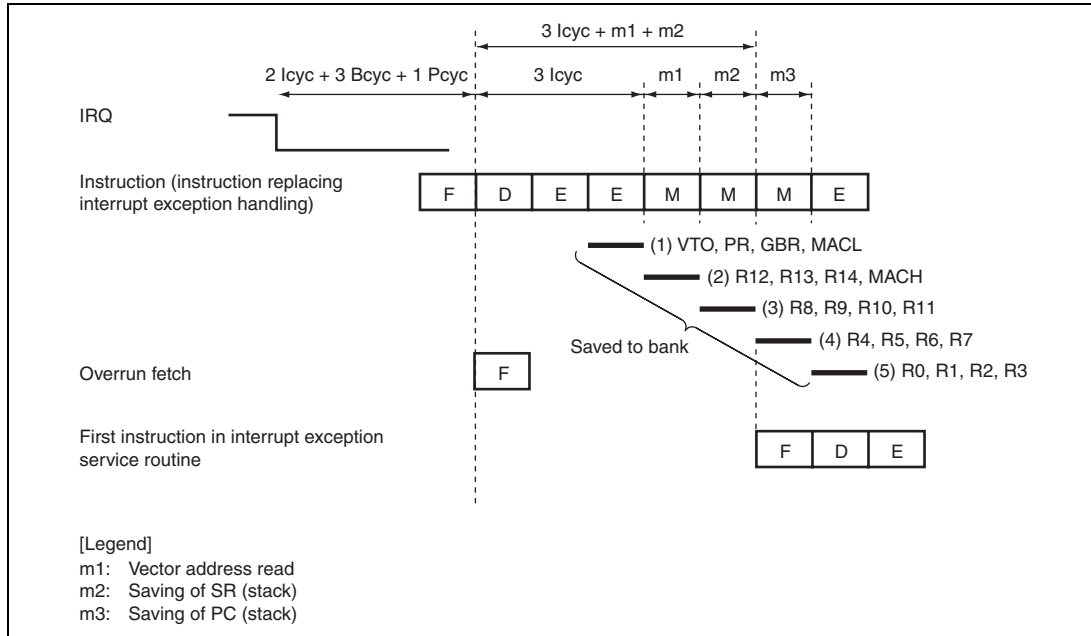 3 Icyc + m1 + m2
2 Icyc + 3 Bcyc + 1 Pcyc 3 Icyc m1 m2 m3
IRQ
Instruction (instruction replacing
interrupt exception handling)
F D E E M M M E
(1) VTO, PR, GBR, MACL
(2) R12, R13, R14, MACH
(3) R8, R9, R10, R11
(4) R4, R5, R6, R7
(5) R0, R1, R2, R3
Saved to bank
Overrun fetch
F
First instruction in interrupt exception
service routine
F D E
[Legend]
m1: Vector address read
m2: Saving of SR (stack)
m3: Saving of PC (stack)